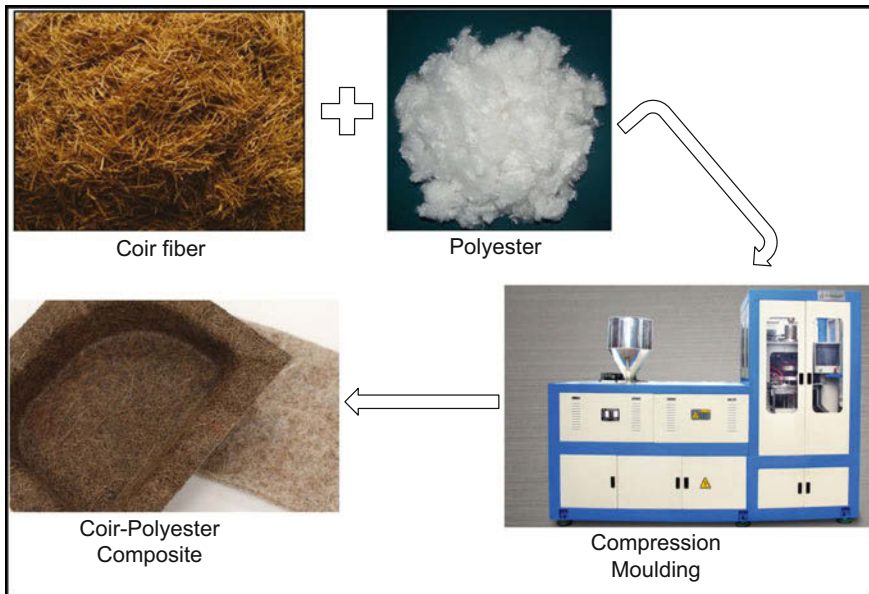 Coir fiber
Polyester
Coir-Polyester
Composite
Compression
Moulding